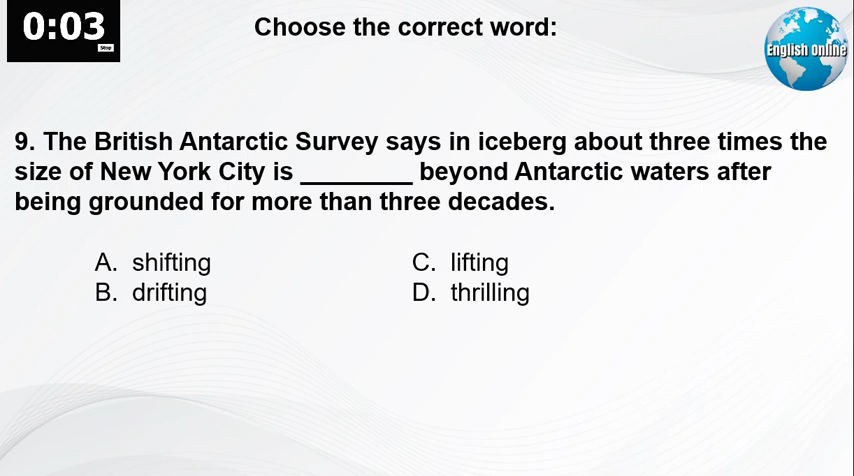 0:03
Stop
Choose the correct word:
English Online
9. The British Antarctic Survey says in iceberg about three times the
size of New York City is ________ beyond Antarctic waters after
being grounded for more than three decades.
A. shifting
B. drifting
C. lifting
D. thrilling